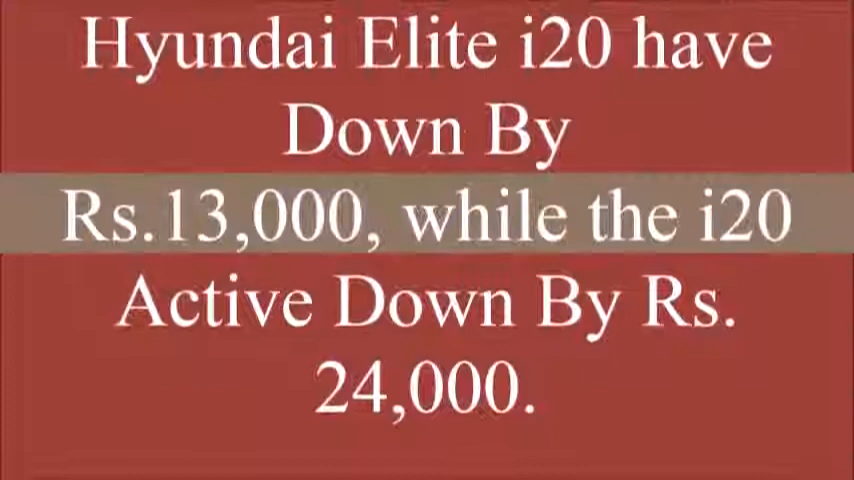 Hyundai Elite i20 have
Down By
Rs.13,000, while the i20
Active Down By Rs.
24,000.